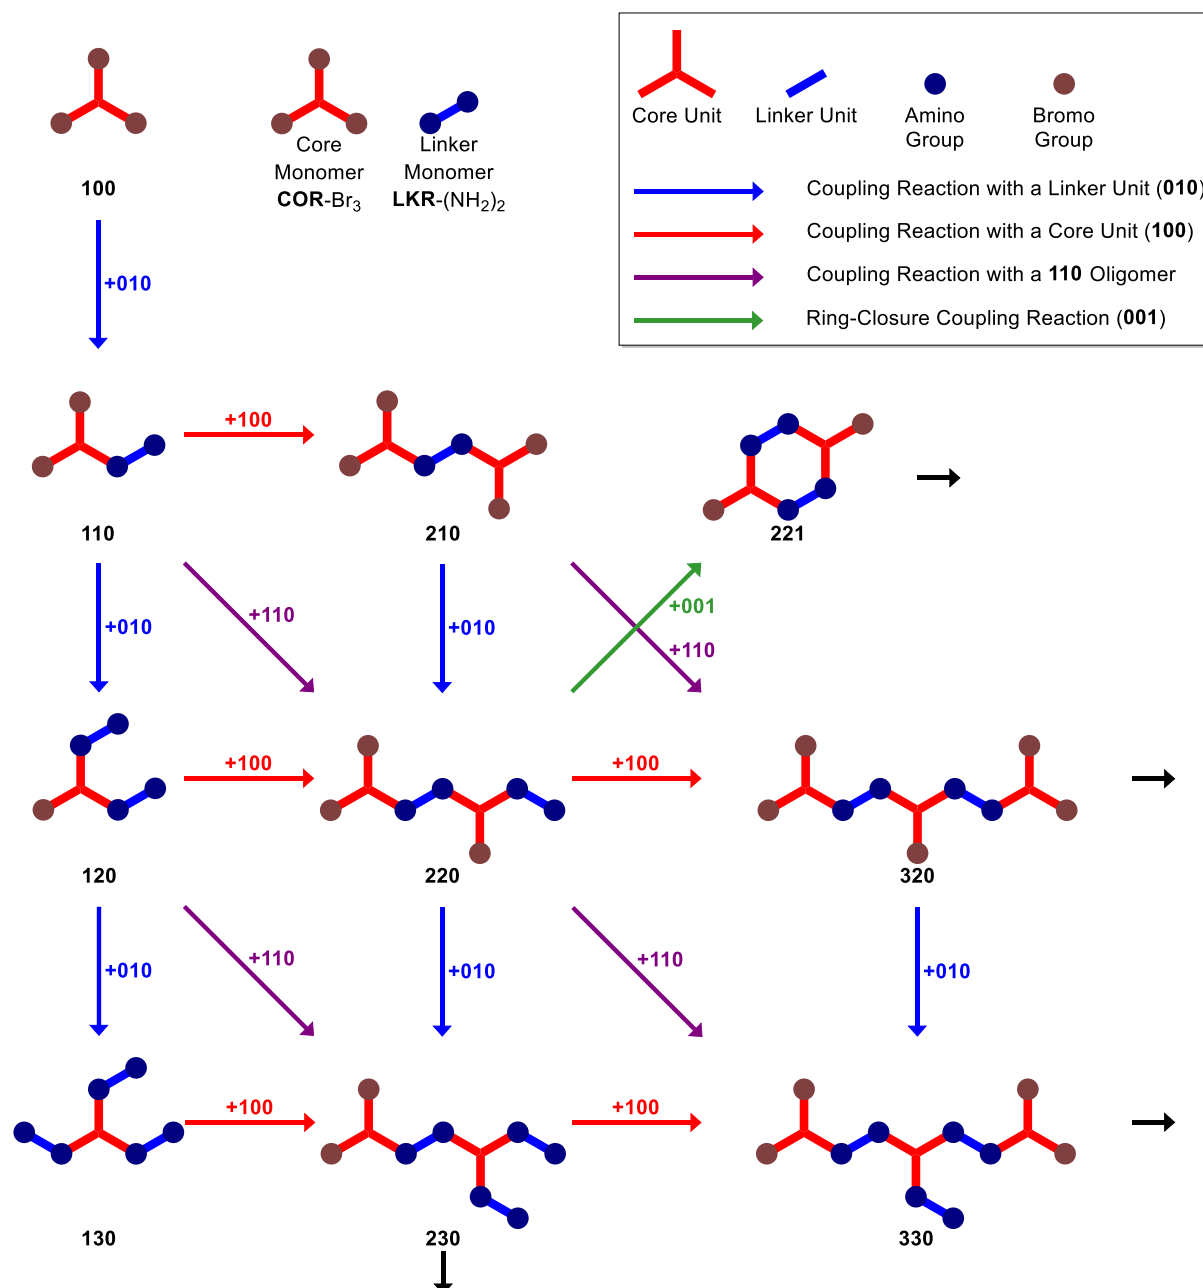 Core Unit
Linker Unit
Amino
Group
Bromo
Group
Coupling Reaction with a Linker Unit (010)
Coupling Reaction with a Core Unit (100)
Coupling Reaction with a 110 Oligomer
Ring-Closure Coupling Reaction (001)
100
Core
Monomer
COR-Br₃
Linker
Monomer
LKR-(NH₂)₂
+010
+100
110
210
221
+010
+110
+010
+001
+110
+100
+100
120
220
320
+010
+110
+010
+110
+010
+100
+100
130
230
330